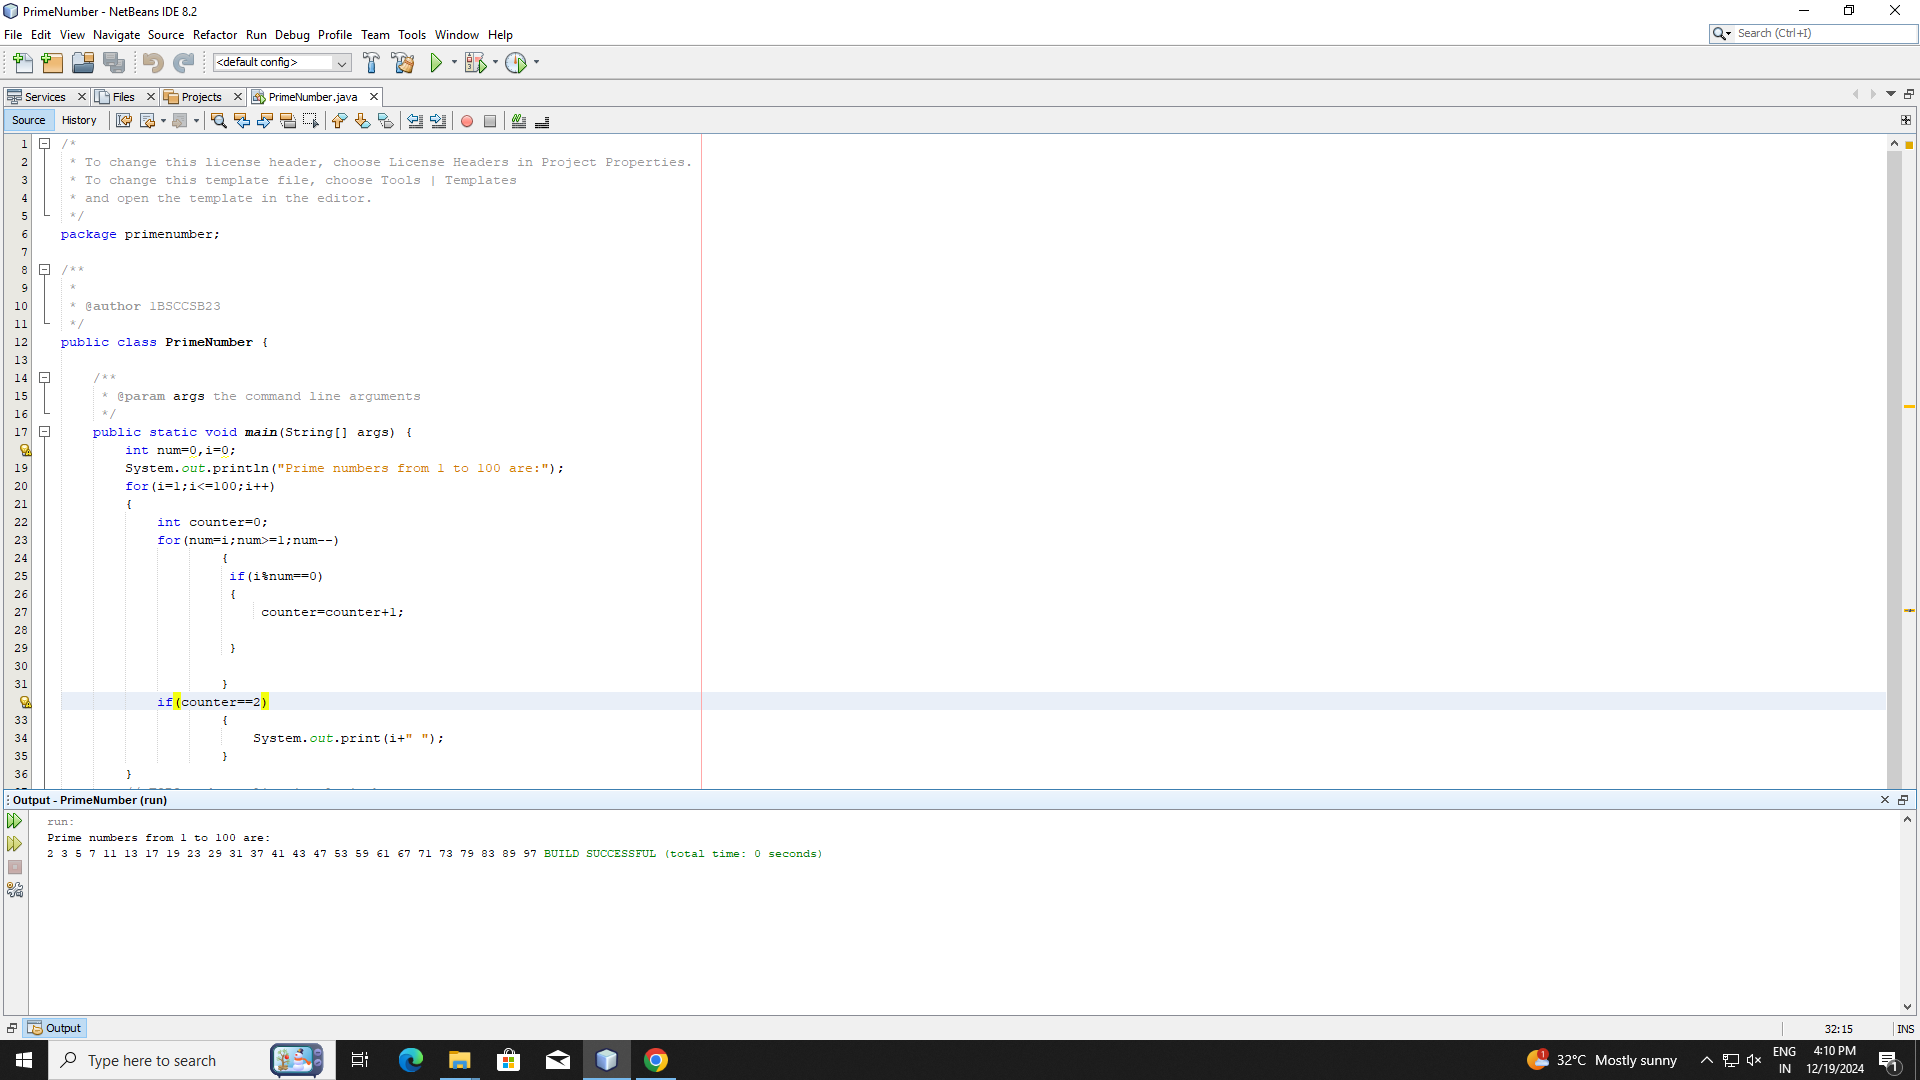 PrimeNumber - NetBeans IDE 8.2
File Edit View Navigate Source Refactor Run Debug Profile Team Tools Window Help
Search (Ctrl+I)
<default config>
Services Files Projects PrimeNumber.java
Source History
1 /*
2 * To change this license header, choose License Headers in Project Properties.
3 * To change this template file, choose Tools | Templates
4 * and open the template in the editor.
5 */
6 package primenumber;
7
8 /**
9 *
10 * @author 1BSCCSB23
11 */
12 public class PrimeNumber {
13
14 /**
15 * @param args the command line arguments
16 */
17 public static void main(String[] args) {
int num=0,i=0;
19 System.out.println("Prime numbers from 1 to 100 are:");
20 for(i=1;i<=100;i++)
21 {
22 int counter=0;
23 for(num=i;num>=1;num--)
24 {
25 if(i%num==0)
26 {
27 counter=counter+1;
28
29 }
30
31 }
if(counter==2)
33 {
34 System.out.print(i+" ");
35 }
36 }
Output - PrimeNumber (run)
run:
Prime numbers from 1 to 100 are:
2 3 5 7 11 13 17 19 23 29 31 37 41 43 47 53 59 61 67 71 73 79 83 89 97 BUILD SUCCESSFUL (total time: 0 seconds)
Output
32:15 INS
Type here to search
1 32°C Mostly sunny
ENG IN
4:10 PM
12/19/2024
1